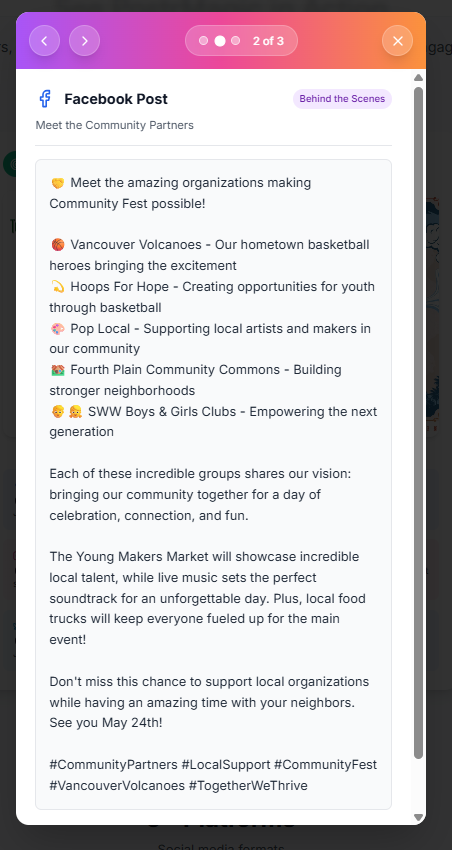 2 of 3
Facebook Post
Behind the Scenes
Meet the Community Partners
🤝 Meet the amazing organizations making
Community Fest possible!
🏀 Vancouver Volcanoes - Our hometown basketball
heroes bringing the excitement
💫 Hoops For Hope - Creating opportunities for youth
through basketball
🎨 Pop Local - Supporting local artists and makers in
our community
🏘️ Fourth Plain Community Commons - Building
stronger neighborhoods
👦👧 SWW Boys & Girls Clubs - Empowering the next
generation
Each of these incredible groups shares our vision:
bringing our community together for a day of
celebration, connection, and fun.
The Young Makers Market will showcase incredible
local talent, while live music sets the perfect
soundtrack for an unforgettable day. Plus, local food
trucks will keep everyone fueled up for the main
event!
Don't miss this chance to support local organizations
while having an amazing time with your neighbors.
See you May 24th!
#CommunityPartners #LocalSupport #CommunityFest
#VancouverVolcanoes #TogetherWeThrive
Social media formats